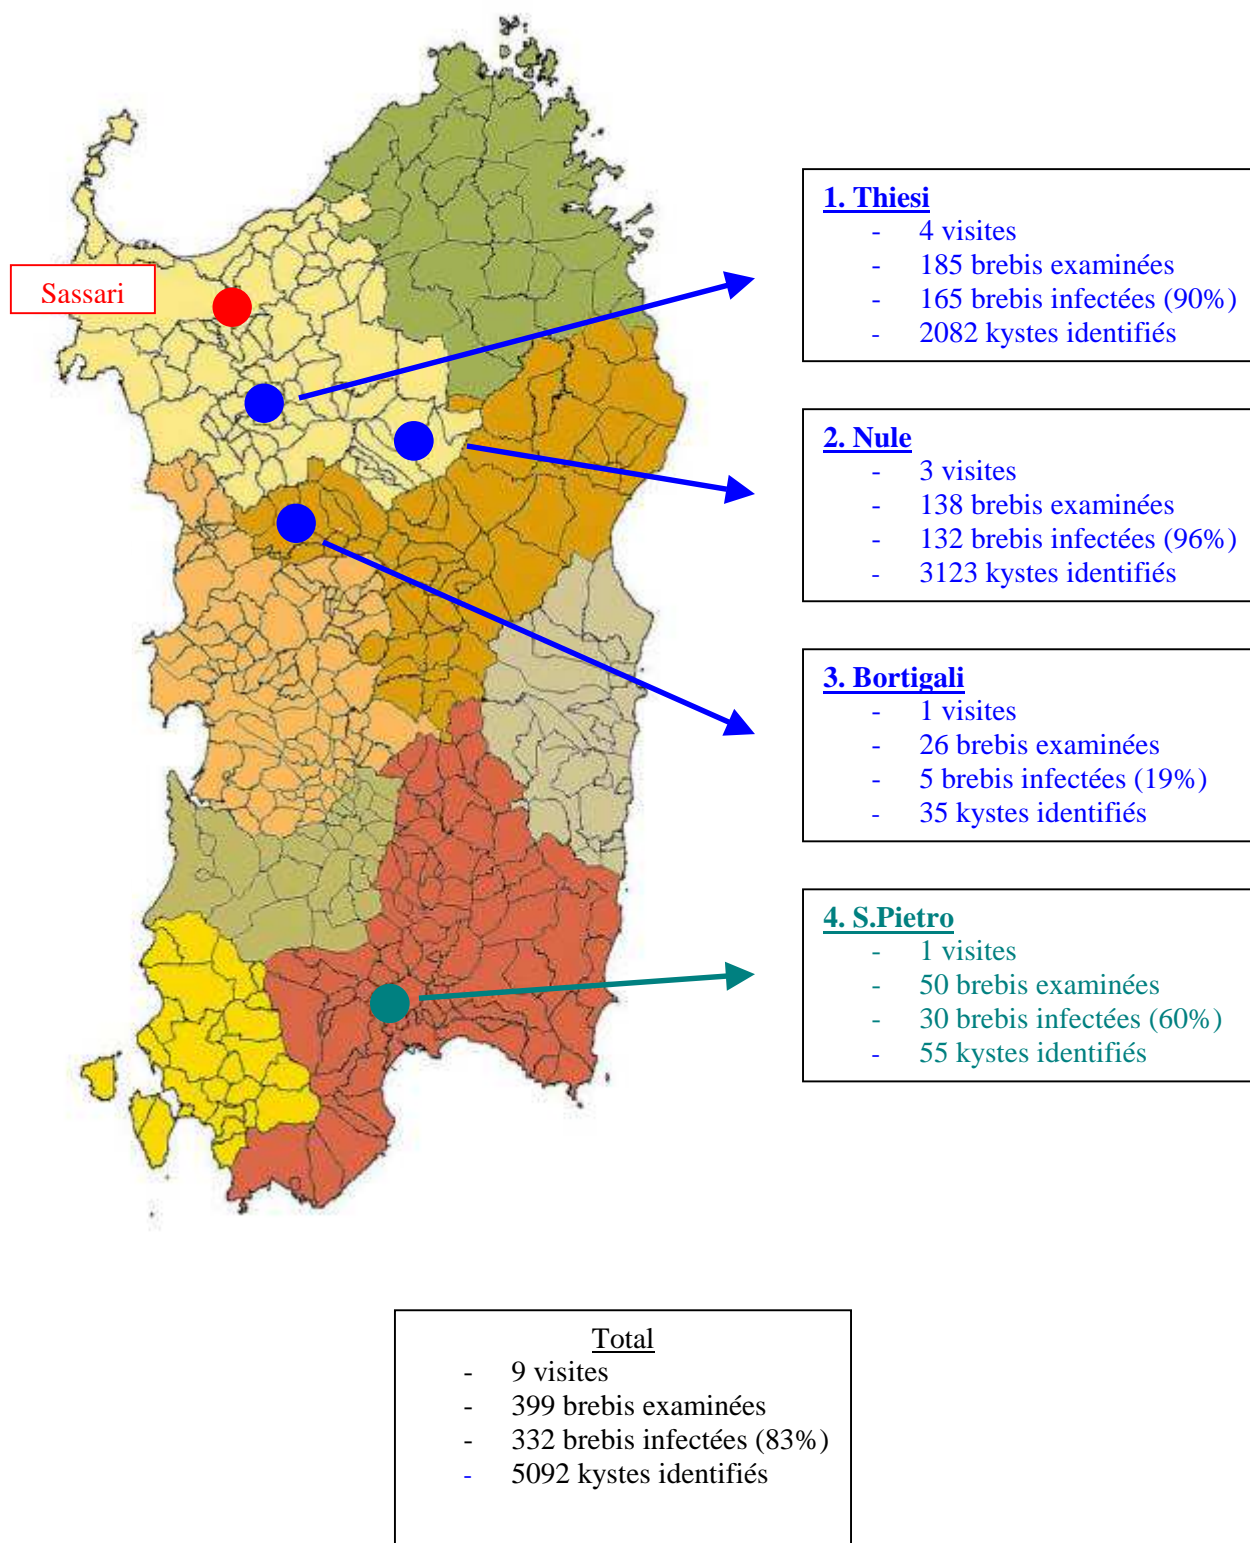 Sassari
1. Thiesi
- 4 visites
- 185 brebis examinées
- 165 brebis infectées (90%)
- 2082 kystes identifiés
2. Nule
- 3 visites
- 138 brebis examinées
- 132 brebis infectées (96%)
- 3123 kystes identifiés
3. Bortigali
- 1 visites
- 26 brebis examinées
- 5 brebis infectées (19%)
- 35 kystes identifiés
4. S.Pietro
- 1 visites
- 50 brebis examinées
- 30 brebis infectées (60%)
- 55 kystes identifiés
Total
- 9 visites
- 399 brebis examinées
- 332 brebis infectées (83%)
- 5092 kystes identifiés